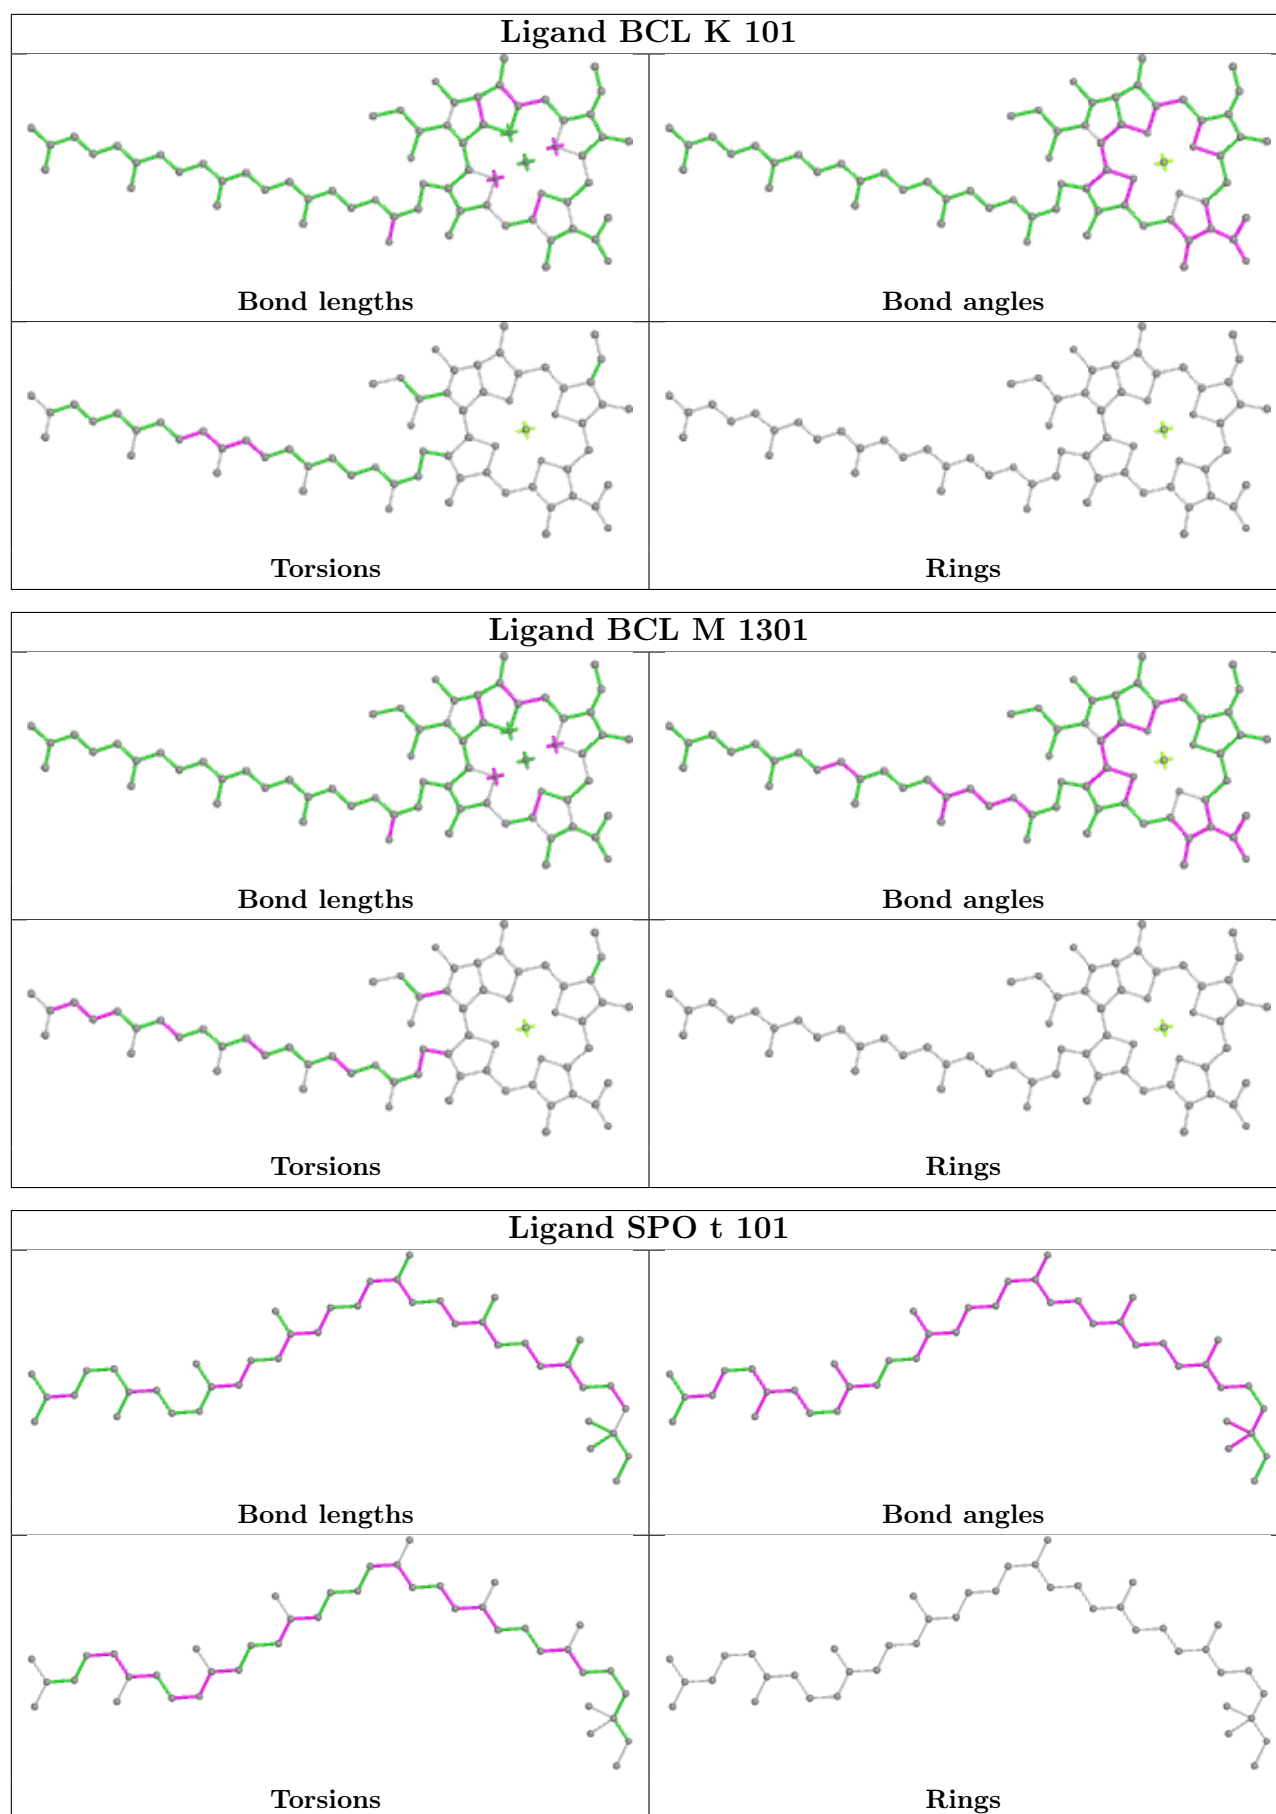 Ligand BCL K 101
Bond lengths
Bond angles
Torsions
Rings
Ligand BCL M 1301
Bond lengths
Bond angles
Torsions
Rings
Ligand SPO t 101
Bond lengths
Bond angles
Torsions
Rings